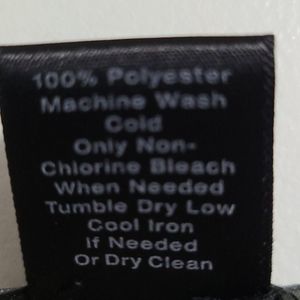 100% Polyester
Machine Wash
Cold
Only Non-
Chlorine Bleach
When Needed
Tumble Dry Low
Cool Iron
If Needed
Or Dry Clean